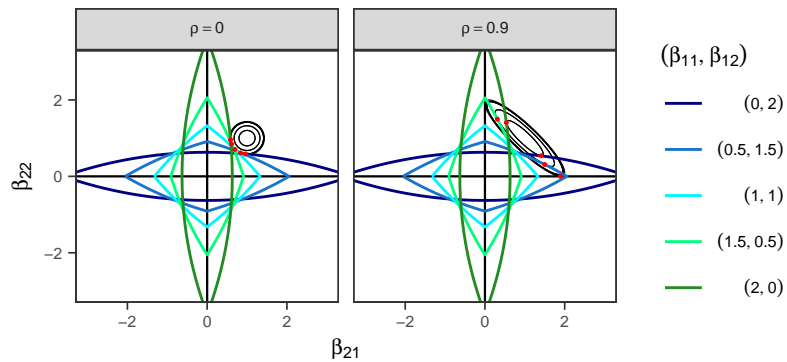 ρ = 0
ρ = 0.9
(β11, β12)
(0, 2)
(0.5, 1.5)
(1, 1)
(1.5, 0.5)
(2, 0)
β22
2
0
−2
−2 0 2
−2 0 2
β21